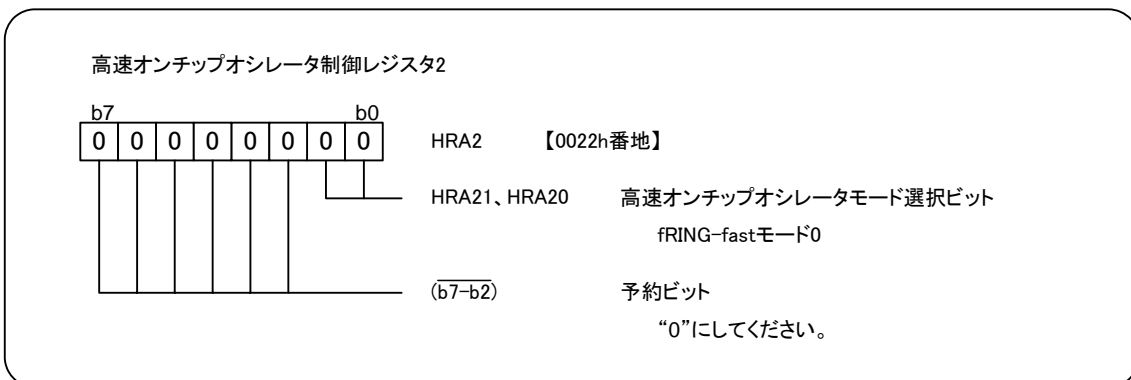 高速オンチップオシレータ制御レジスタ2
b7 b0
0 0 0 0 0 0 0 0 HRA2 【0022h番地】
HRA21、HRA20 高速オンチップオシレータモード選択ビット
fRING-fastモード0
(b7-b2) 予約ビット
“0”にしてください。